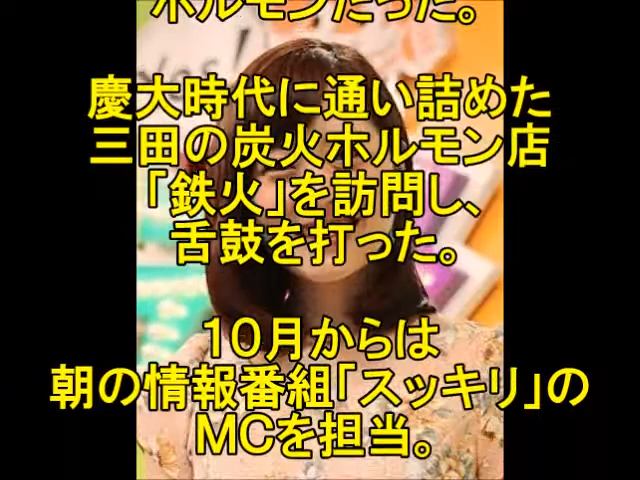 ホルモンだった。
慶大時代に通い詰めた
三田の炭火ホルモン店
「鉄火」を訪問し、
舌鼓を打った。
１０月からは
朝の情報番組「スッキリ」の
ＭＣを担当。